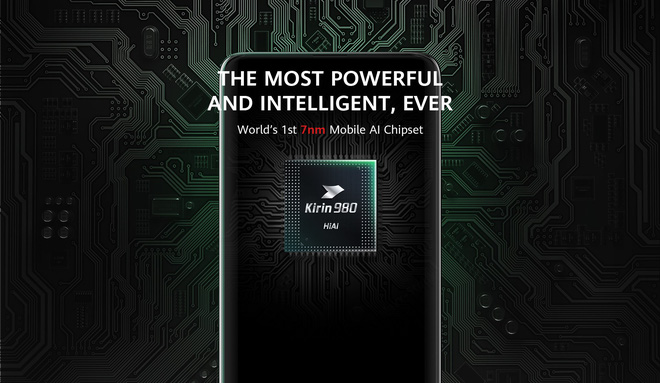 THE MOST POWERFUL
AND INTELLIGENT, EVER
World's 1st 7nm Mobile AI Chipset
Kirin 980
HiAi